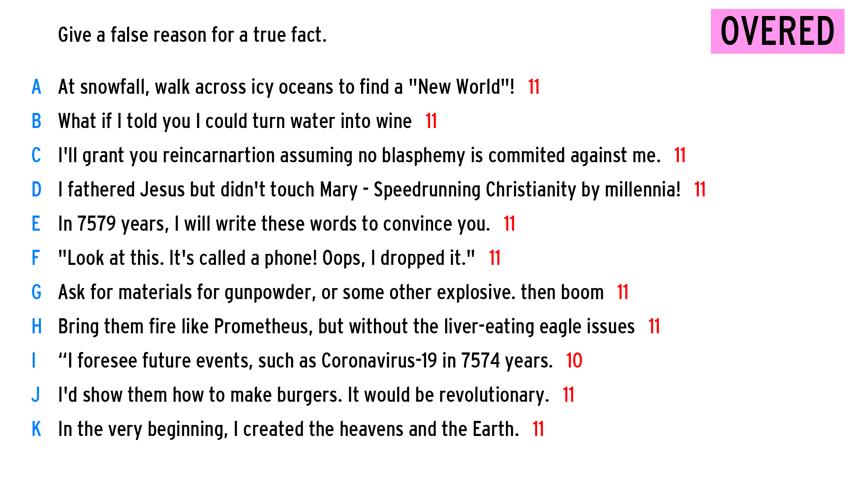 Give a false reason for a true fact.
OVERED
A At snowfall, walk across icy oceans to find a "New World"! 11
B What if I told you I could turn water into wine 11
C I'll grant you reincarnartion assuming no blasphemy is commited against me. 11
D I fathered Jesus but didn't touch Mary - Speedrunning Christianity by millennia! 11
E In 7579 years, I will write these words to convince you. 11
F "Look at this. It's called a phone! Oops, I dropped it." 11
G Ask for materials for gunpowder, or some other explosive. then boom 11
H Bring them fire like Prometheus, but without the liver-eating eagle issues 11
I “I foresee future events, such as Coronavirus-19 in 7574 years. 10
J I'd show them how to make burgers. It would be revolutionary. 11
K In the very beginning, I created the heavens and the Earth. 11